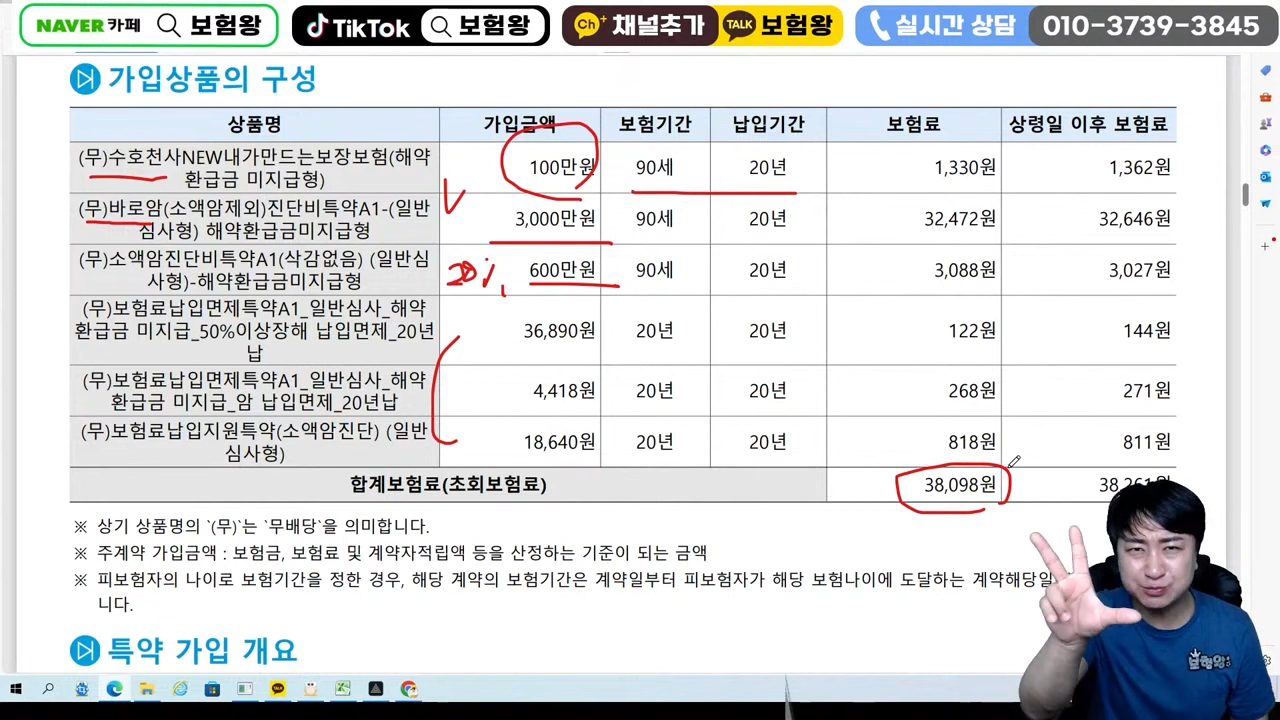 NAVER 카페 보험왕
TikTok 보험왕
Ch+ 채널추가 TALK 보험왕
실시간 상담 010-3739-3845
가입상품의 구성
상품명 가입금액 보험기간 납입기간 보험료 상령일 이후 보험료
(무)수호천사NEW내가만드는보장보험(해약
환급금 미지급형) 100만원 90세 20년 1,330원 1,362원
(무)바로암(소액암제외)진단비특약A1-(일반
심사형) 해약환급금미지급형 3,000만원 90세 20년 32,472원 32,646원
(무)소액암진단비특약A1(삭감없음) (일반심
사형)-해약환급금미지급형 600만원 90세 20년 3,088원 3,027원
20%
(무)보험료납입면제특약A1_일반심사_해약
환급금 미지급_50%이상장해 납입면제_20년
납 36,890원 20년 20년 122원 144원
(무)보험료납입면제특약A1_일반심사_해약
환급금 미지급_암 납입면제_20년납 4,418원 20년 20년 268원 271원
(무)보험료납입지원특약(소액암진단) (일반
심사형) 18,640원 20년 20년 818원 811원
합계보험료(초회보험료) 38,098원 38,261원
※ 상기 상품명의 `(무)`는 `무배당`을 의미합니다.
※ 주계약 가입금액 : 보험금, 보험료 및 계약자적립액 등을 산정하는 기준이 되는 금액
※ 피보험자의 나이로 보험기간을 정한 경우, 해당 계약의 보험기간은 계약일부터 피보험자가 해당 보험나이에 도달하는 계약해당일
니다.
특약 가입 개요
보험왕